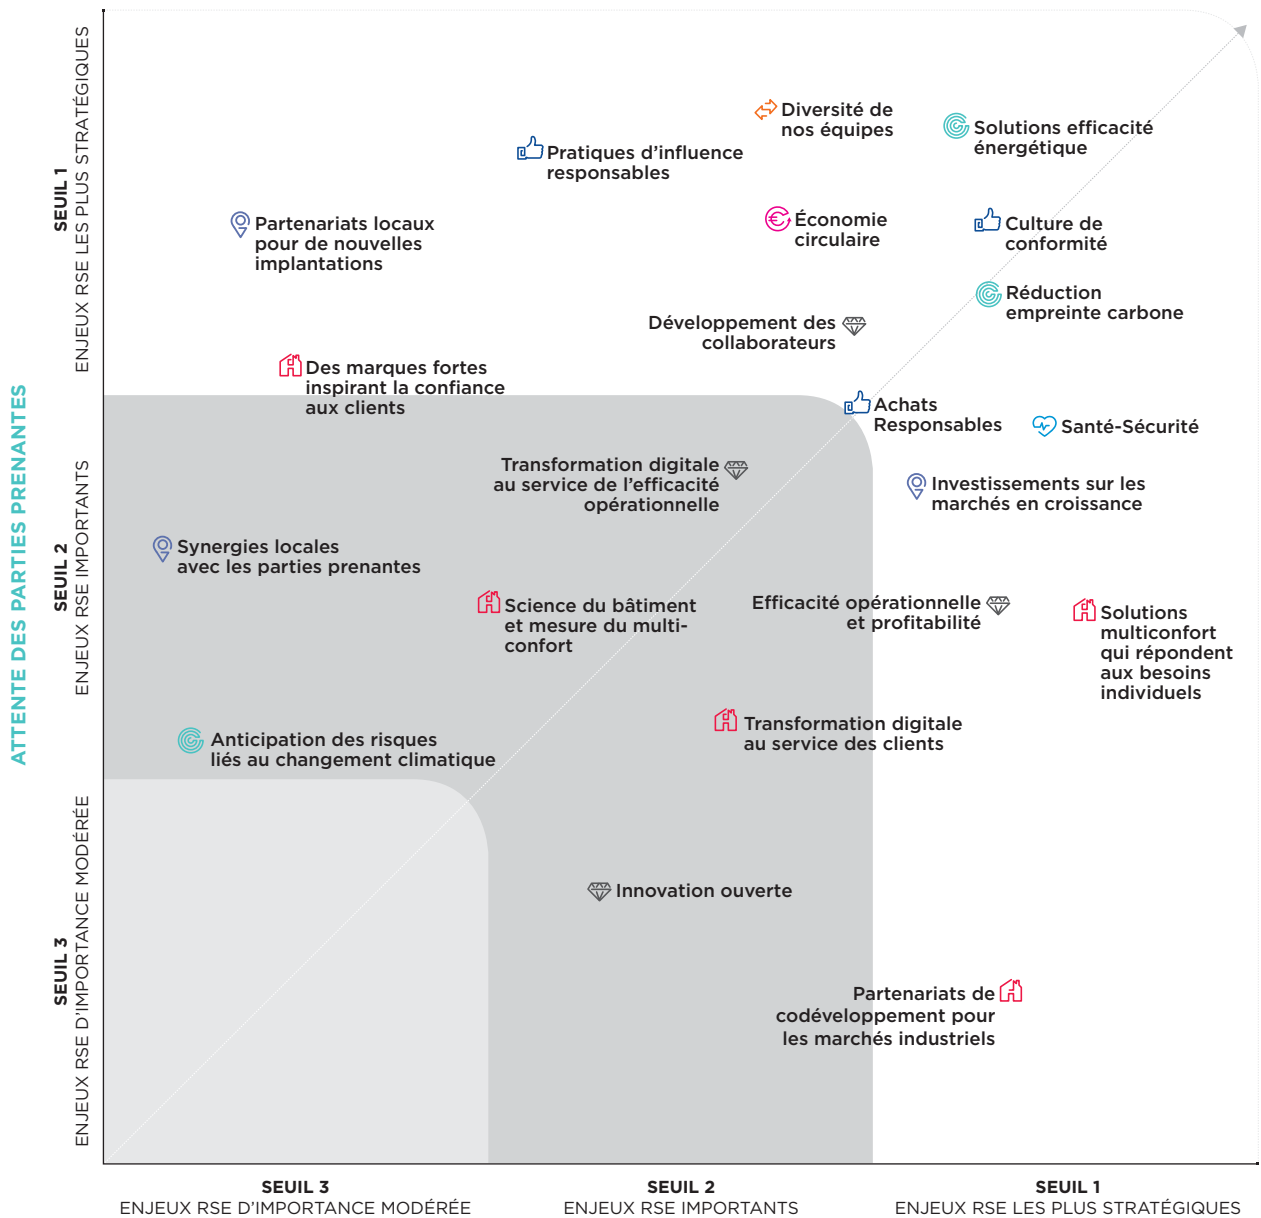 ATTENTE DES PARTIES PRENANTES
SEUIL 1
ENJEUX RSE LES PLUS STRATÉGIQUES
SEUIL 2
ENJEUX RSE IMPORTANTS
SEUIL 3
ENJEUX RSE D'IMPORTANCE MODÉRÉE
Diversité de
nos équipes
Solutions efficacité
énergétique
Pratiques d'influence
responsables
Partenariats locaux
pour de nouvelles
implantations
Économie
circulaire
Culture de
conformité
Réduction
empreinte carbone
Développement des
collaborateurs
Des marques fortes
inspirant la confiance
aux clients
Achats
Responsables
Santé-Sécurité
Transformation digitale
au service de l'efficacité
opérationnelle
Investissements sur les
marchés en croissance
Synergies locales
avec les parties prenantes
Science du bâtiment
et mesure du multi-
confort
Efficacité opérationnelle
et profitabilité
Solutions
multiconfort
qui répondent
aux besoins
individuels
Transformation digitale
au service des clients
Anticipation des risques
liés au changement climatique
Innovation ouverte
Partenariats de
codéveloppement pour
les marchés industriels
SEUIL 3
ENJEUX RSE D'IMPORTANCE MODÉRÉE
SEUIL 2
ENJEUX RSE IMPORTANTS
SEUIL 1
ENJEUX RSE LES PLUS STRATÉGIQUES